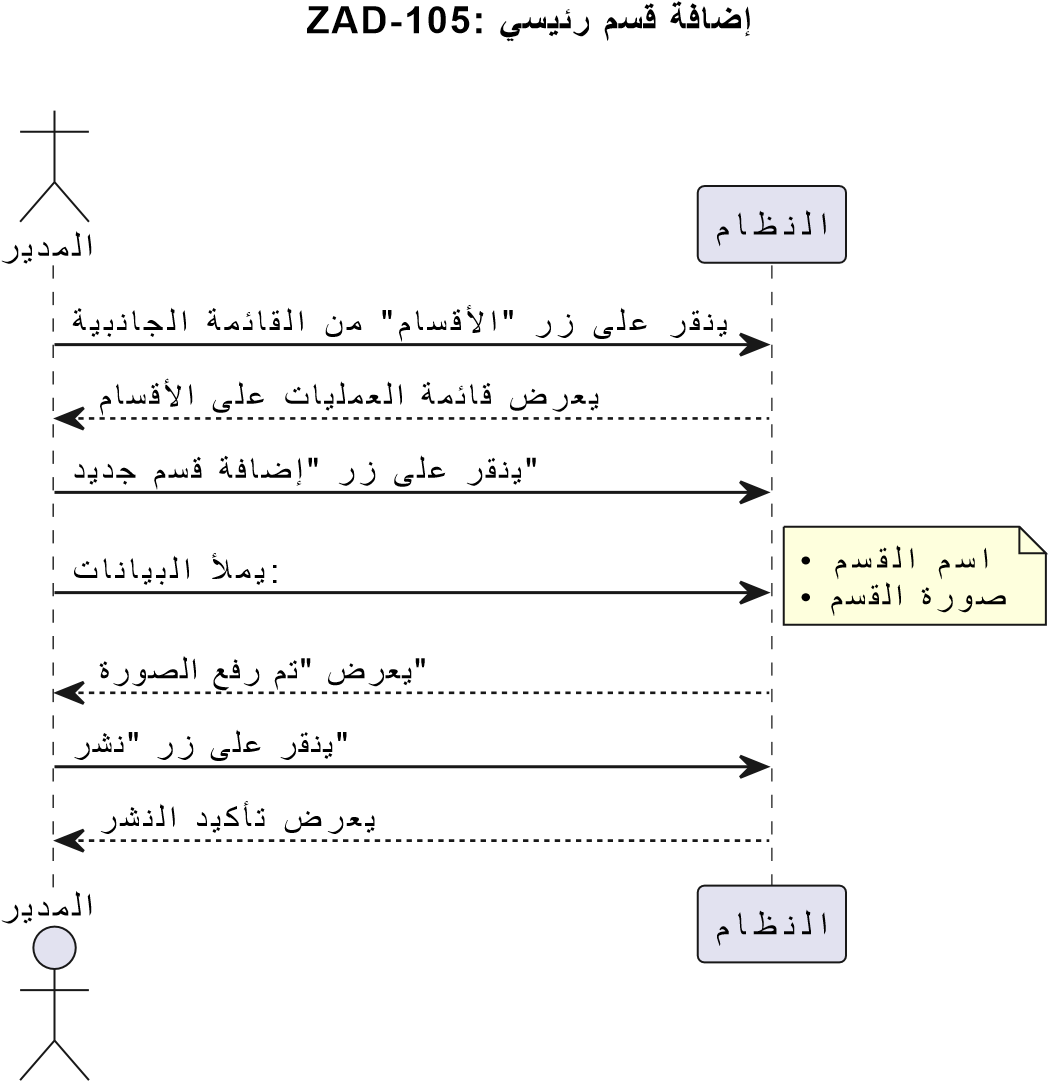 ZAD-105: إضافة قسم رئيسي
المدير
النظام
ينقر على زر "الأقسام" من القائمة الجانبية
يعرض قائمة العمليات على الأقسام
ينقر على زر "إضافة قسم جديد"
يملأ البيانات:
• اسم القسم
• صورة القسم
يعرض "تم رفع الصورة"
ينقر على زر "نشر"
يعرض تأكيد النشر
المدير
النظام